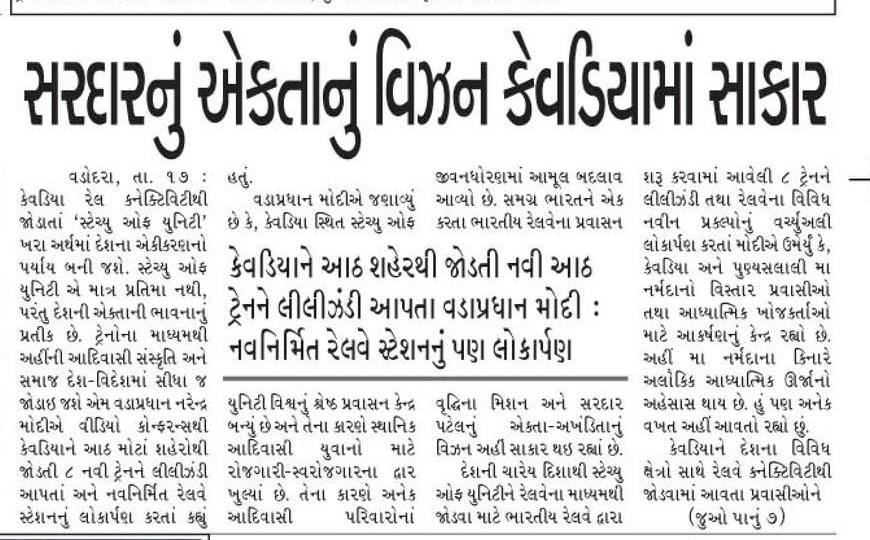 સરદારનું એકતાનું વિઝન કેવડિયામાં સાકાર
વડોદરા, તા. ૧૭ :
કેવડિયા રેલ કનેક્ટિવિટીથી
જોડાતાં ‘સ્ટેચ્યુ ઓફ યુનિટી’
ખરા અર્થમાં દેશના એકીકરણનો
પર્યાય બની જશે. સ્ટેચ્યુ ઓફ
યુનિટી એ માત્ર પ્રતિમા નથી,
પરંતુ દેશની એક્તાની ભાવનાનું
પ્રતીક છે. ટ્રેનોના માધ્યમથી
અહીંની આદિવાસી સંસ્કૃતિ અને
સમાજ દેશ-વિદેશમાં સીધા જ
જોડાઇ જશે એમ વડાપ્રધાન નરેન્દ્ર
મોદીએ વીડિયો કોન્ફરન્સથી
કેવડિયાને આઠ મોટાં શહેરોથી
જોડતી ૮ નવી ટ્રેનને લીલીઝંડી
આપતાં અને નવનિર્મિત રેલવે
સ્ટેશનનું લોકાર્પણ કરતાં કહ્યું
હતું.
વડાપ્રધાન મોદીએ જણાવ્યું
છે કે, કેવડિયા સ્થિત સ્ટેચ્યુ ઓફ
કેવડિયાને આઠ શહેરથી જોડતી નવી આઠ
ટ્રેનને લીલીઝંડી આપતા વડાપ્રધાન મોદી :
નવનિર્મિત રેલવે સ્ટેશનનું પણ લોકાર્પણ
યુનિટી વિશ્વનું શ્રેષ્ઠ પ્રવાસન કેન્દ્ર
બન્યું છે અને તેના કારણે સ્થાનિક
આદિવાસી યુવાનો માટે
રોજગારી-સ્વરોજગારના દ્વાર
ખુલ્યાં છે. તેના કારણે અનેક
આદિવાસી પરિવારોનાં
જીવનધોરણમાં આમૂલ બદલાવ
આવ્યો છે. સમગ્ર ભારતને એક
કરતા ભારતીય રેલવેના પ્રવાસન
વૃદ્ધિના મિશન અને સરદાર
પટેલનું એકતા-અખંડિતાનું
વિઝન અહીં સાકાર થઇ રહ્યાં છે.
દેશની ચારેય દિશાથી સ્ટેચ્યુ
ઓફ યુનિટીને રેલવેના માધ્યમથી
જોડવા માટે ભારતીય રેલવે દ્વારા
શરૂ કરવામાં આવેલી ૮ ટ્રેનને
લીલીઝંડી તથા રેલવેના વિવિધ
નવીન પ્રક્લ્પોનું વર્ચ્યુઅલી
લોકાર્પણ કરતાં મોદીએ ઉમેર્યું કે,
કેવડિયા અને પુણ્યસલાલી મા
નર્મદાનો વિસ્તાર પ્રવાસીઓ
તથા આધ્યાત્મિક ખોજકર્તાઓ
માટે આકર્ષણનું કેન્દ્ર રહ્યો છે.
અહીં મા નર્મદાના કિનારે
અલૌકિક આધ્યાત્મિક ઊર્જાનો
અહેસાસ થાય છે. હું પણ અનેક
વખત અહીં આવતો રહ્યો છું.
કેવડિયાને દેશના વિવિધ
ક્ષેત્રો સાથે રેલવે કનેક્ટિવિટીથી
જોડવામાં આવતા પ્રવાસીઓને
(જુઓ પાનું ૭)